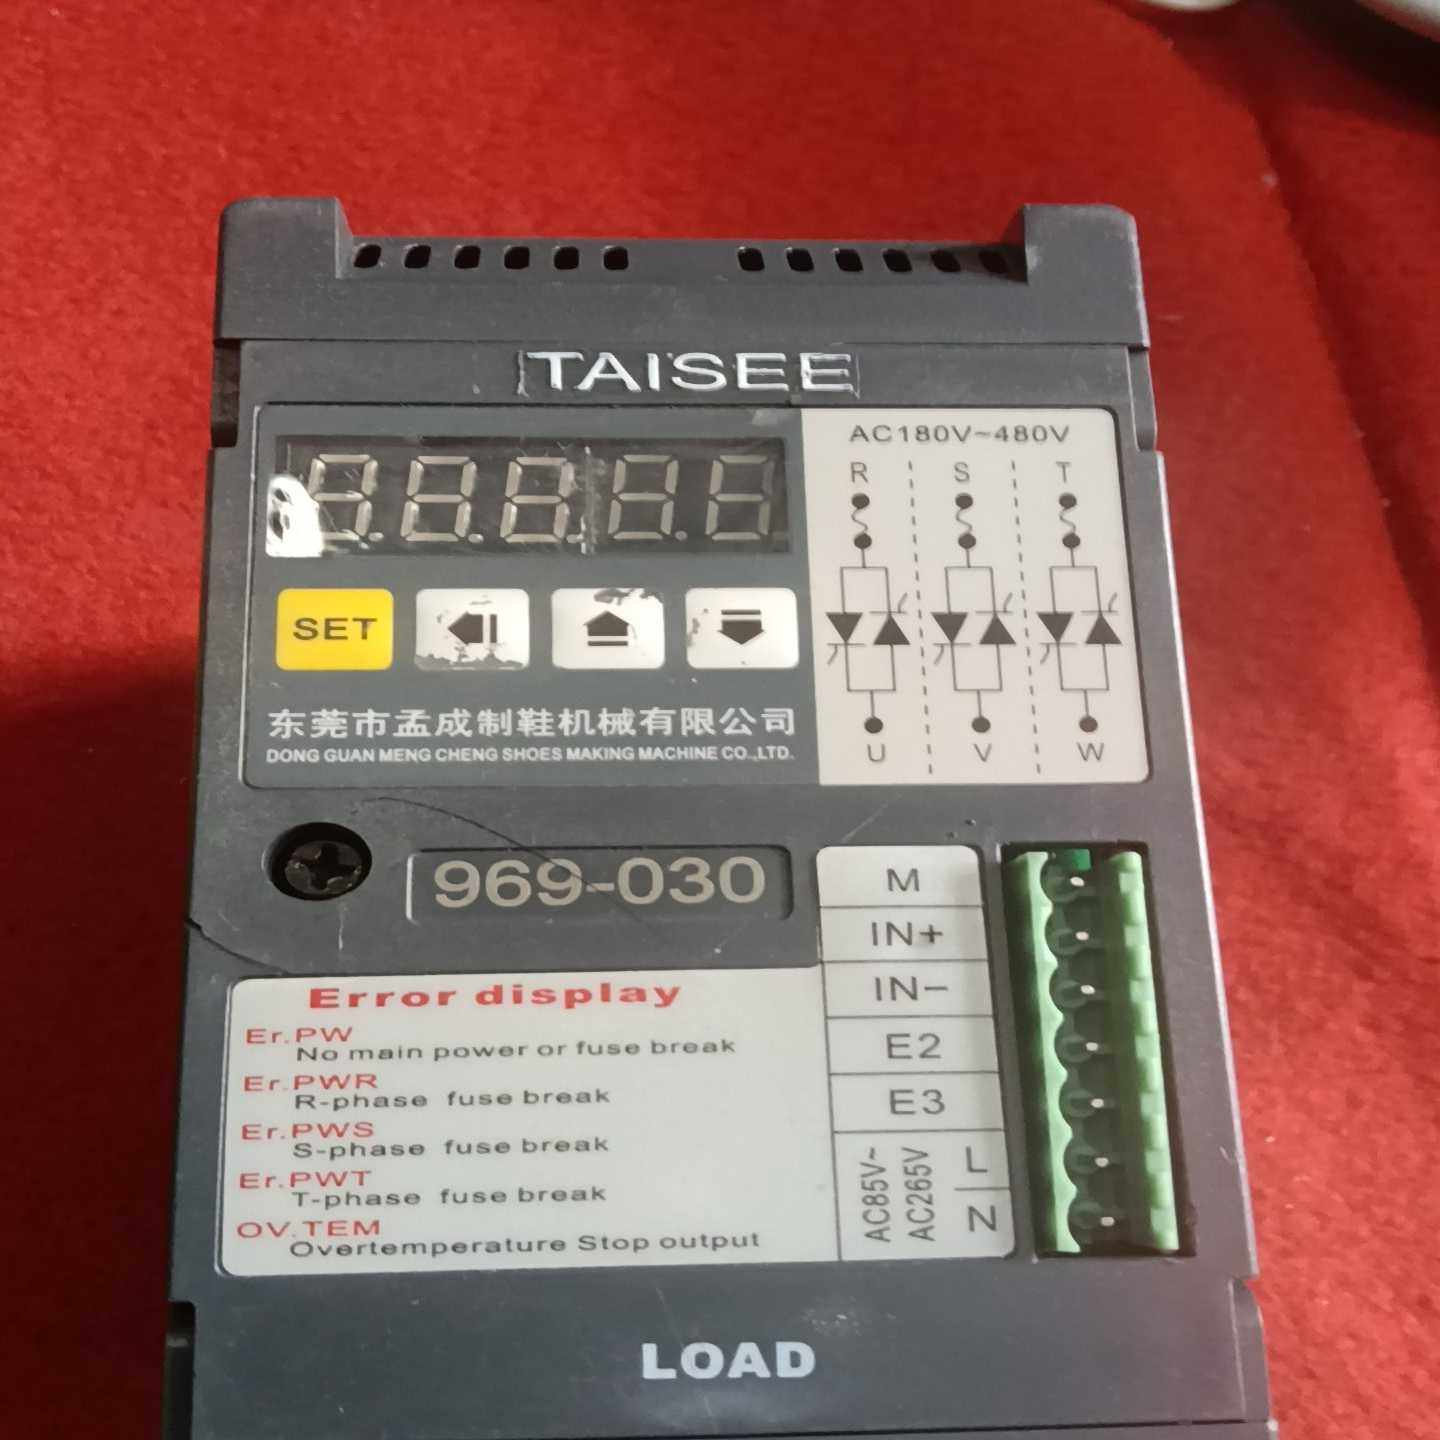 TAISEE
AC180V~480V
R S T
SET
U V W
东莞市孟成制鞋机械有限公司
DONG GUAN MENG CHENG SHOES MAKING MACHINE CO.,LTD.
969-030
M
IN+
IN-
E2
E3
AC85V~
AC265V
L
N
Error display
Er.PW
No main power or fuse break
Er.PWR
R-phase fuse break
Er.PWS
S-phase fuse break
Er.PWT
T-phase fuse break
OV.TEM
Overtemperature Stop output
LOAD